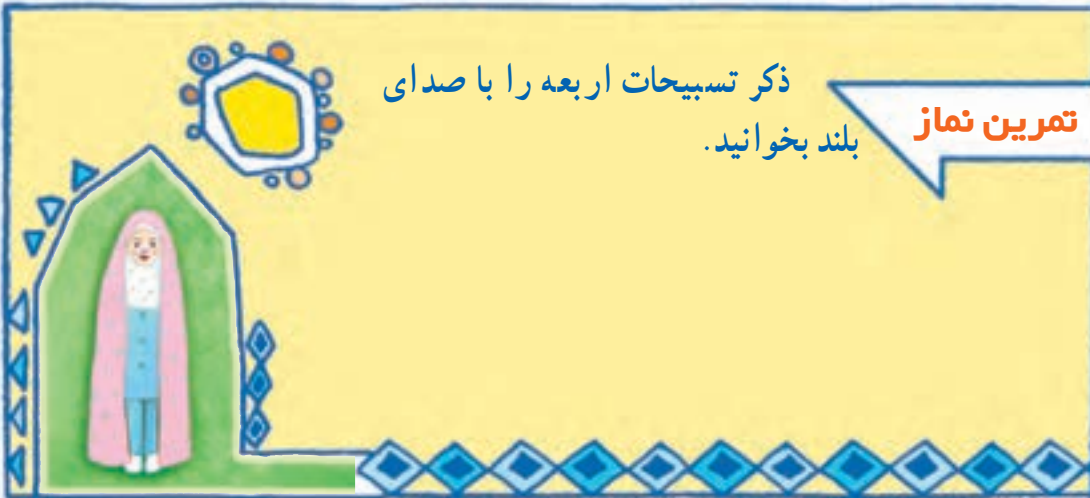 تمرین نماز
ذکر تسبیحات اربعه را با صدای
بلند بخوانید.